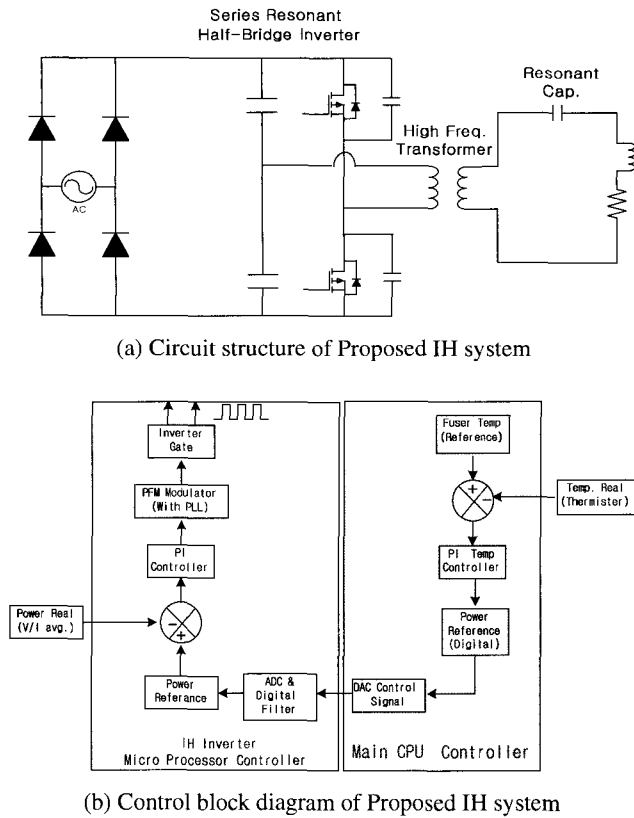 Series Resonant
Half-Bridge Inverter
Resonant
Cap.
High Freq.
Transformer
AC
(a) Circuit structure of Proposed IH system
Inverter
Gate
PFM Modulator
(With PLL)
PI
Controller
Power Real
(V/I avg.)
-
+
Power
Referance
ADC &
Digital
Filter
IH Inverter
Micro Processor Controller
Fuser Temp
(Reference)
+
-
Temp. Real
(Thermister)
PI Temp
Controller
Power
Reference
(Digital)
DAC Control
Signal
Main CPU Controller
(b) Control block diagram of Proposed IH system